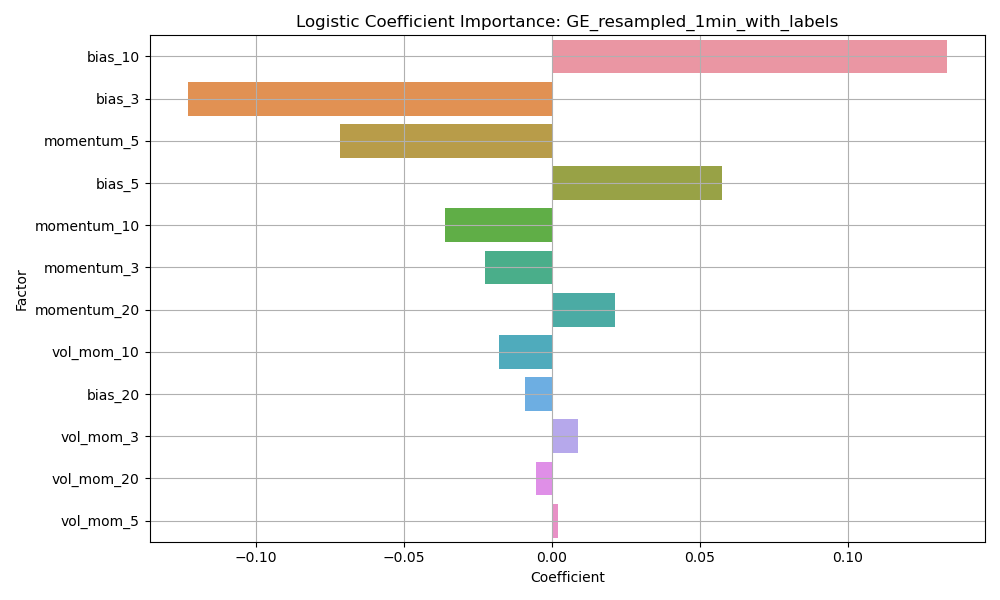 Logistic Coefficient Importance: GE_resampled_1min_with_labels
Factor
bias_10
bias_3
momentum_5
bias_5
momentum_10
momentum_3
momentum_20
vol_mom_10
bias_20
vol_mom_3
vol_mom_20
vol_mom_5
−0.10 −0.05 0.00 0.05 0.10
Coefficient